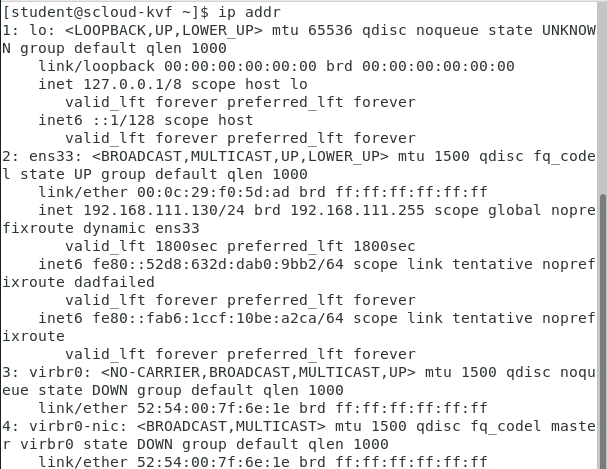 [student@scloud-kvf ~]$ ip addr
1: lo: <LOOPBACK,UP,LOWER_UP> mtu 65536 qdisc noqueue state UNKNOW
N group default qlen 1000
    link/loopback 00:00:00:00:00:00 brd 00:00:00:00:00:00
    inet 127.0.0.1/8 scope host lo
       valid_lft forever preferred_lft forever
    inet6 ::1/128 scope host
       valid_lft forever preferred_lft forever
2: ens33: <BROADCAST,MULTICAST,UP,LOWER_UP> mtu 1500 qdisc fq_code
l state UP group default qlen 1000
    link/ether 00:0c:29:f0:5d:ad brd ff:ff:ff:ff:ff:ff
    inet 192.168.111.130/24 brd 192.168.111.255 scope global nopre
fixroute dynamic ens33
       valid_lft 1800sec preferred_lft 1800sec
    inet6 fe80::52d8:632d:dab0:9bb2/64 scope link tentative nopref
ixroute dadfailed
       valid_lft forever preferred_lft forever
    inet6 fe80::fab6:1ccf:10be:a2ca/64 scope link tentative nopref
ixroute
       valid_lft forever preferred_lft forever
3: virbr0: <NO-CARRIER,BROADCAST,MULTICAST,UP> mtu 1500 qdisc noqu
eue state DOWN group default qlen 1000
    link/ether 52:54:00:7f:6e:1e brd ff:ff:ff:ff:ff:ff
4: virbr0-nic: <BROADCAST,MULTICAST> mtu 1500 qdisc fq_codel maste
r virbr0 state DOWN group default qlen 1000
    link/ether 52:54:00:7f:6e:1e brd ff:ff:ff:ff:ff:ff